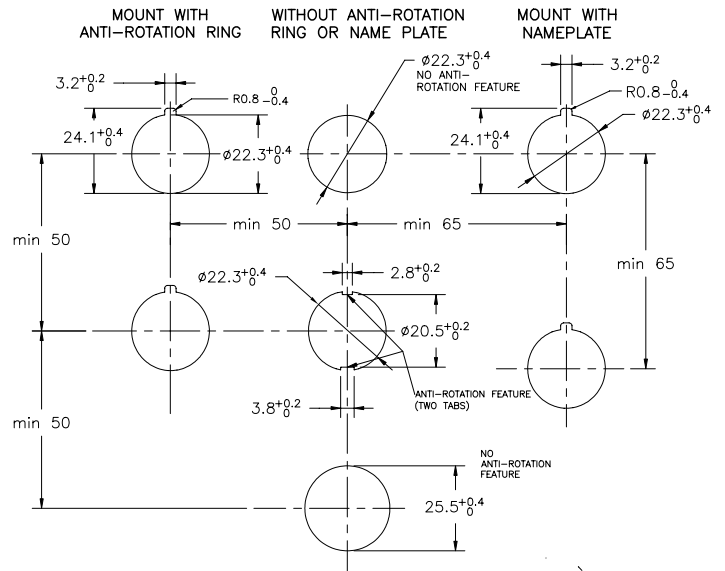 MOUNT WITH
ANTI-ROTATION RING
WITHOUT ANTI-ROTATION
RING OR NAME PLATE
MOUNT WITH
NAMEPLATE
3.2+0.2 0
R0.8 0 -0.4
24.1+0.4 0
ø22.3+0.4 0
ø22.3+0.4 0
NO ANTI-
ROTATION FEATURE
3.2+0.2 0
R0.8 0 -0.4
24.1+0.4 0
ø22.3+0.4 0
min 50
min 65
min 50
min 65
ø22.3+0.4 0
2.8+0.2 0
ø20.5+0.2 0
3.8+0.2 0
ANTI-ROTATION FEATURE
(TWO TABS)
min 50
NO
ANTI-ROTATION
FEATURE
25.5+0.4 0